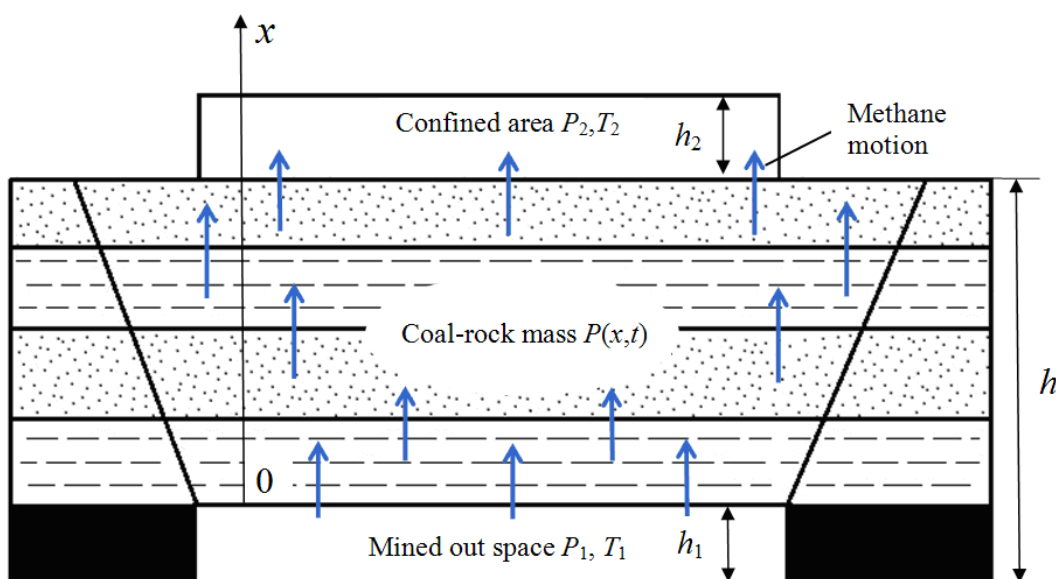 x
Confined area P₂,T₂
h₂
Methane
motion
Coal-rock mass P(x,t)
h
0
Mined out space P₁, T₁
h₁